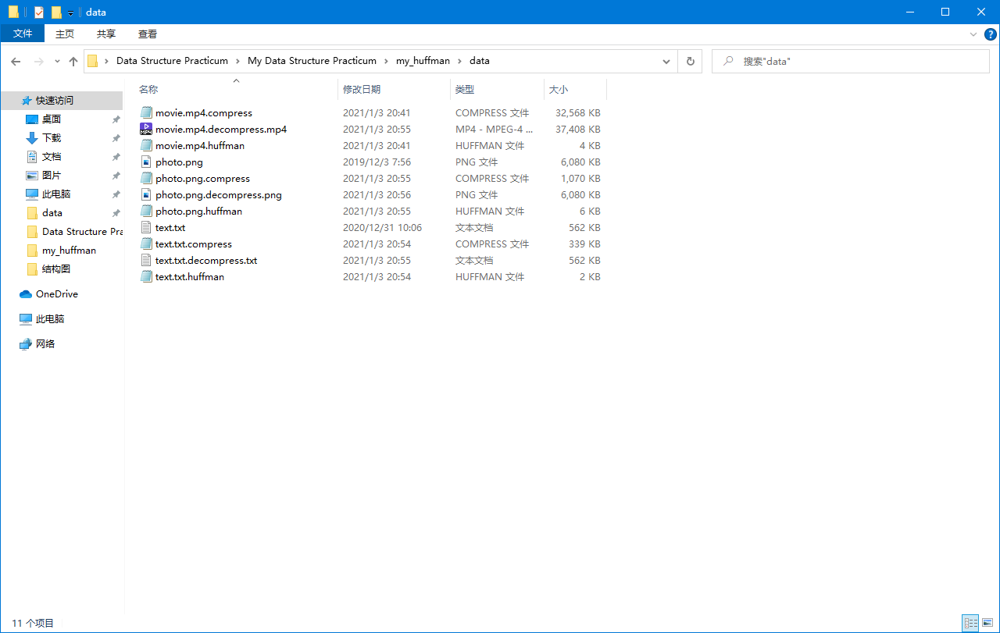 data
文件 主页 共享 查看
Data Structure Practicum My Data Structure Practicum my_huffman data 搜索"data"
名称 修改日期 类型 大小
快速访问
桌面
下载
文档
图片
此电脑
data
Data Structure Pra
my_huffman
结构图
OneDrive
此电脑
网络
movie.mp4.compress 2021/1/3 20:41 COMPRESS 文件 32,568 KB
movie.mp4.decompress.mp4 2021/1/3 20:55 MP4 - MPEG-4 ... 37,408 KB
movie.mp4.huffman 2021/1/3 20:41 HUFFMAN 文件 4 KB
photo.png 2019/12/3 7:56 PNG 文件 6,080 KB
photo.png.compress 2021/1/3 20:55 COMPRESS 文件 1,070 KB
photo.png.decompress.png 2021/1/3 20:56 PNG 文件 6,080 KB
photo.png.huffman 2021/1/3 20:55 HUFFMAN 文件 6 KB
text.txt 2020/12/31 10:06 文本文档 562 KB
text.txt.compress 2021/1/3 20:54 COMPRESS 文件 339 KB
text.txt.decompress.txt 2021/1/3 20:55 文本文档 562 KB
text.txt.huffman 2021/1/3 20:54 HUFFMAN 文件 2 KB
11 个项目